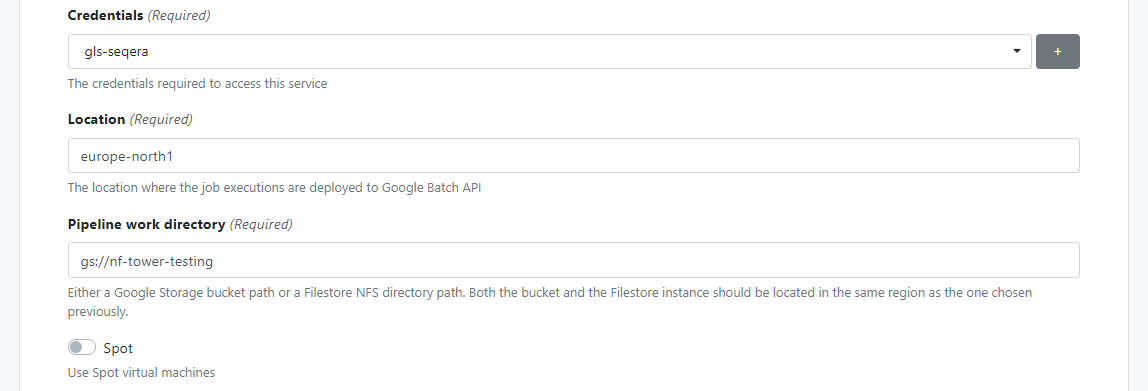 Credentials (Required)
gls-seqera
+
The credentials required to access this service
Location (Required)
europe-north1
The location where the job executions are deployed to Google Batch API
Pipeline work directory (Required)
gs://nf-tower-testing
Either a Google Storage bucket path or a Filestore NFS directory path. Both the bucket and the Filestore instance should be located in the same region as the one chosen
previously.
Spot
Use Spot virtual machines